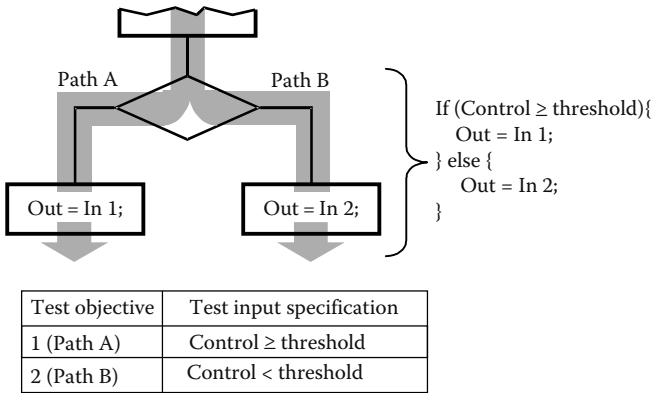 Path A
Path B
Out = In 1;
Out = In 2;
If (Control ≥ threshold){
Out = In 1;
} else {
Out = In 2;
}
Test objective Test input specification
1 (Path A) Control ≥ threshold
2 (Path B) Control < threshold